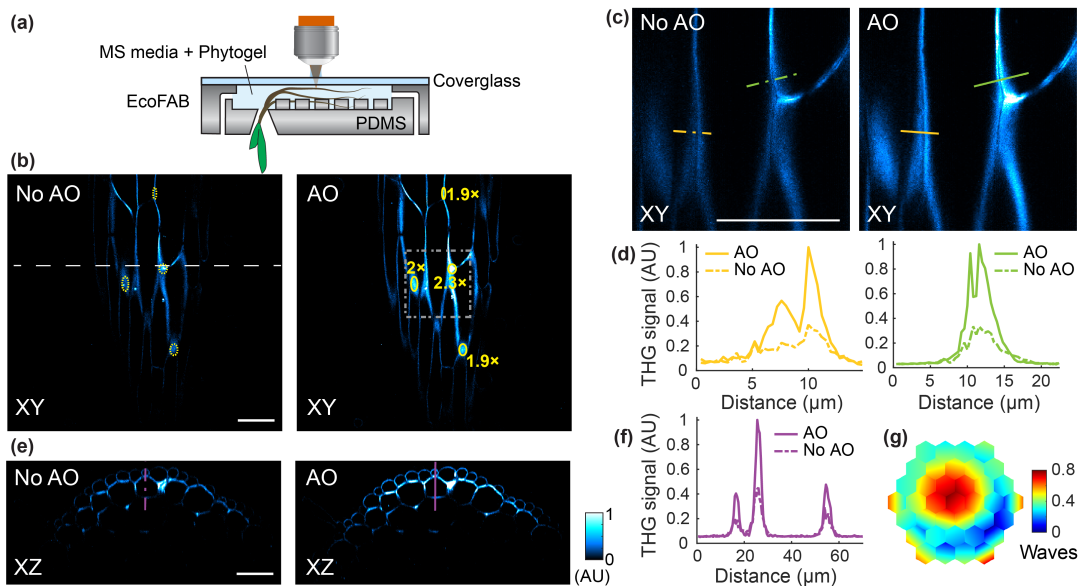 (a)
MS media + Phytogel
Coverglass
EcoFAB
PDMS
(b)
No AO
XY
AO
1.9×
2×
2.3×
1.9×
XY
(c)
No AO
XY
AO
XY
(d)
THG signal (AU)
1
0.8
0.6
0.4
0.2
0
AO
No AO
0 5 10
Distance (µm)
1
0.8
0.6
0.4
0.2
0
AO
No AO
0 5 10 15 20
Distance (µm)
(e)
No AO
XZ
AO
XZ
1
0
(AU)
(f)
THG signal (AU)
1
0.8
0.6
0.4
0.2
0
AO
No AO
0 20 40 60
Distance (µm)
(g)
0.8
0.4
0
Waves